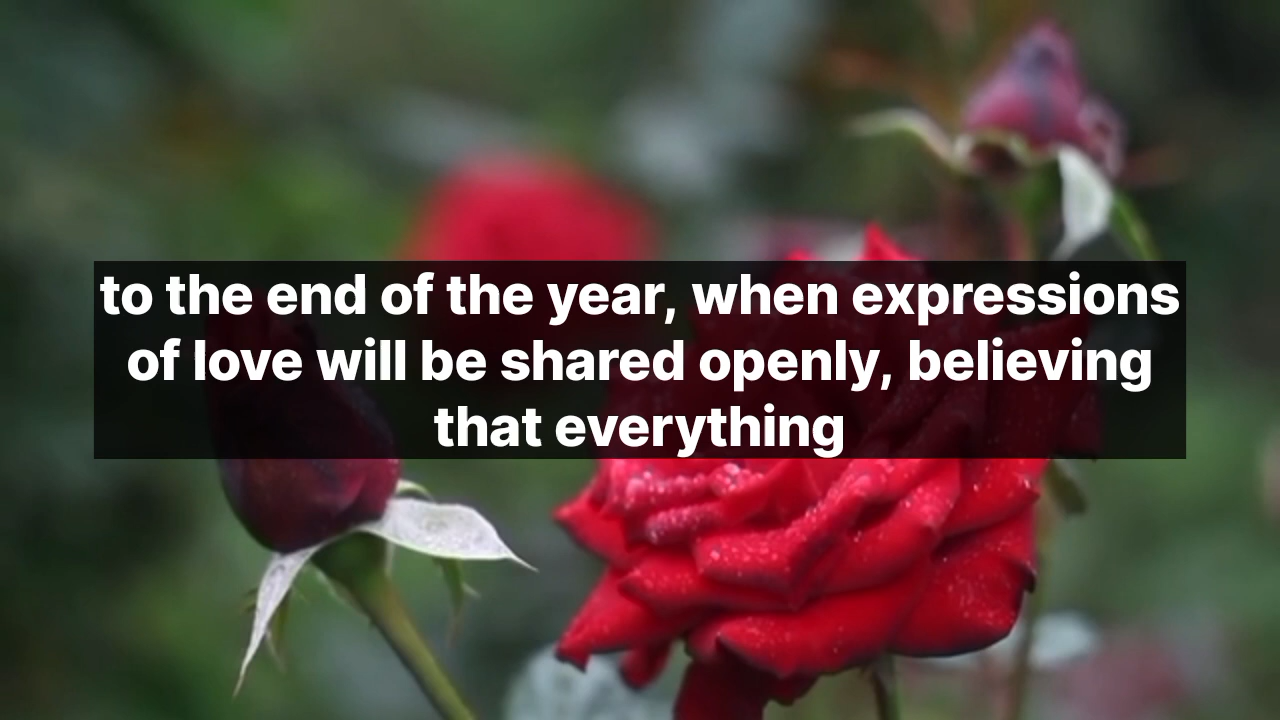 to the end of the year, when expressions
of love will be shared openly, believing
that everything